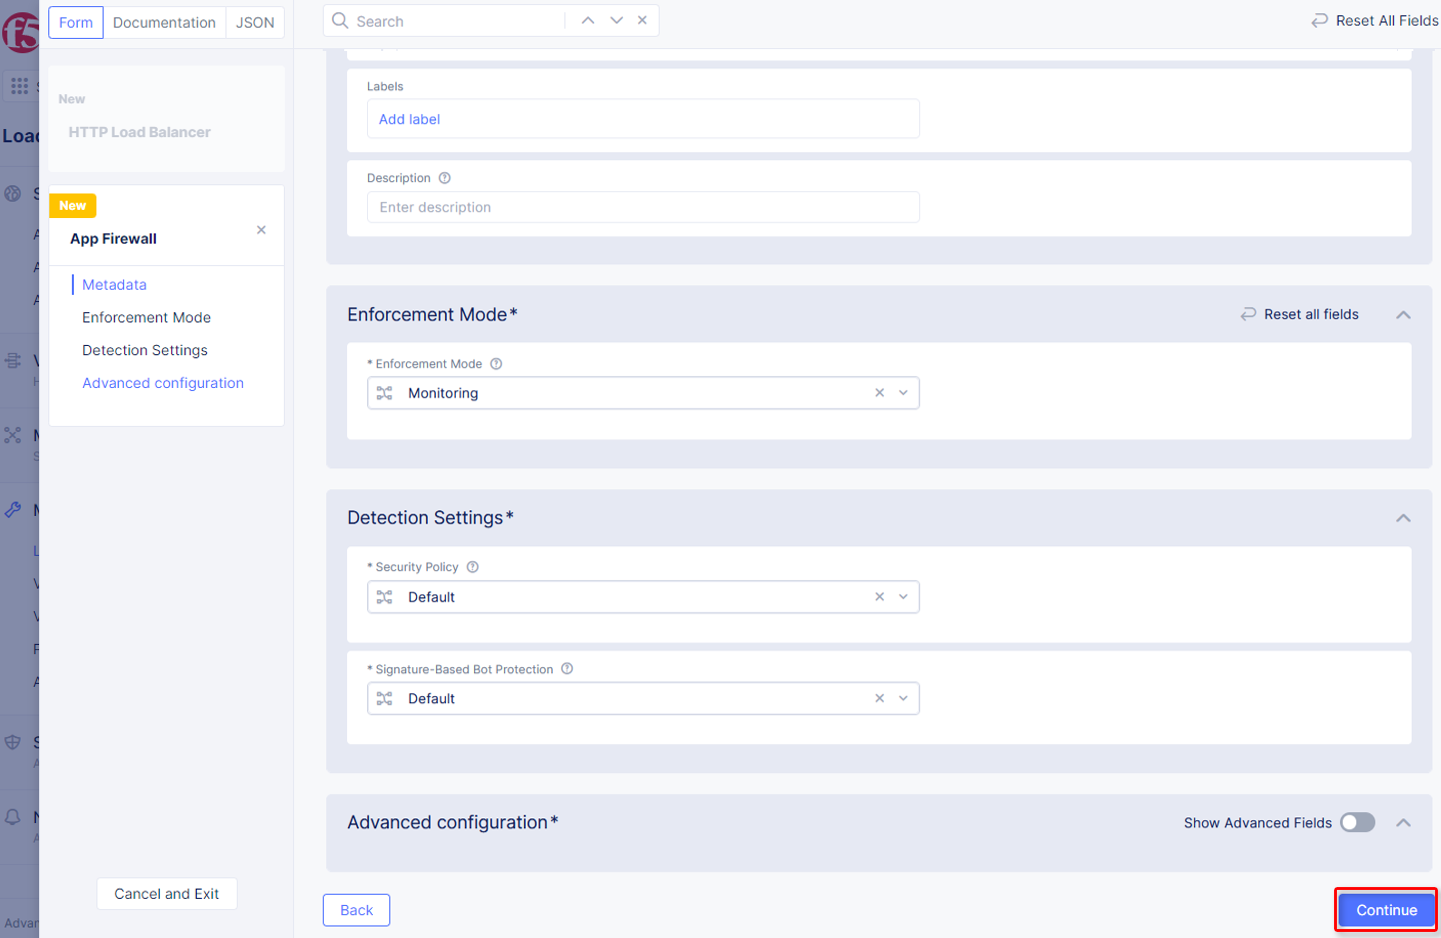 Form
Documentation
JSON
Search
Reset All Fields
f5
New
HTTP Load Balancer
New
App Firewall
Metadata
Enforcement Mode
Detection Settings
Advanced configuration
Cancel and Exit
Labels
Add label
Description
Enter description
Enforcement Mode*
Reset all fields
* Enforcement Mode
Monitoring
Detection Settings*
* Security Policy
Default
* Signature-Based Bot Protection
Default
Advanced configuration*
Show Advanced Fields
Back
Continue